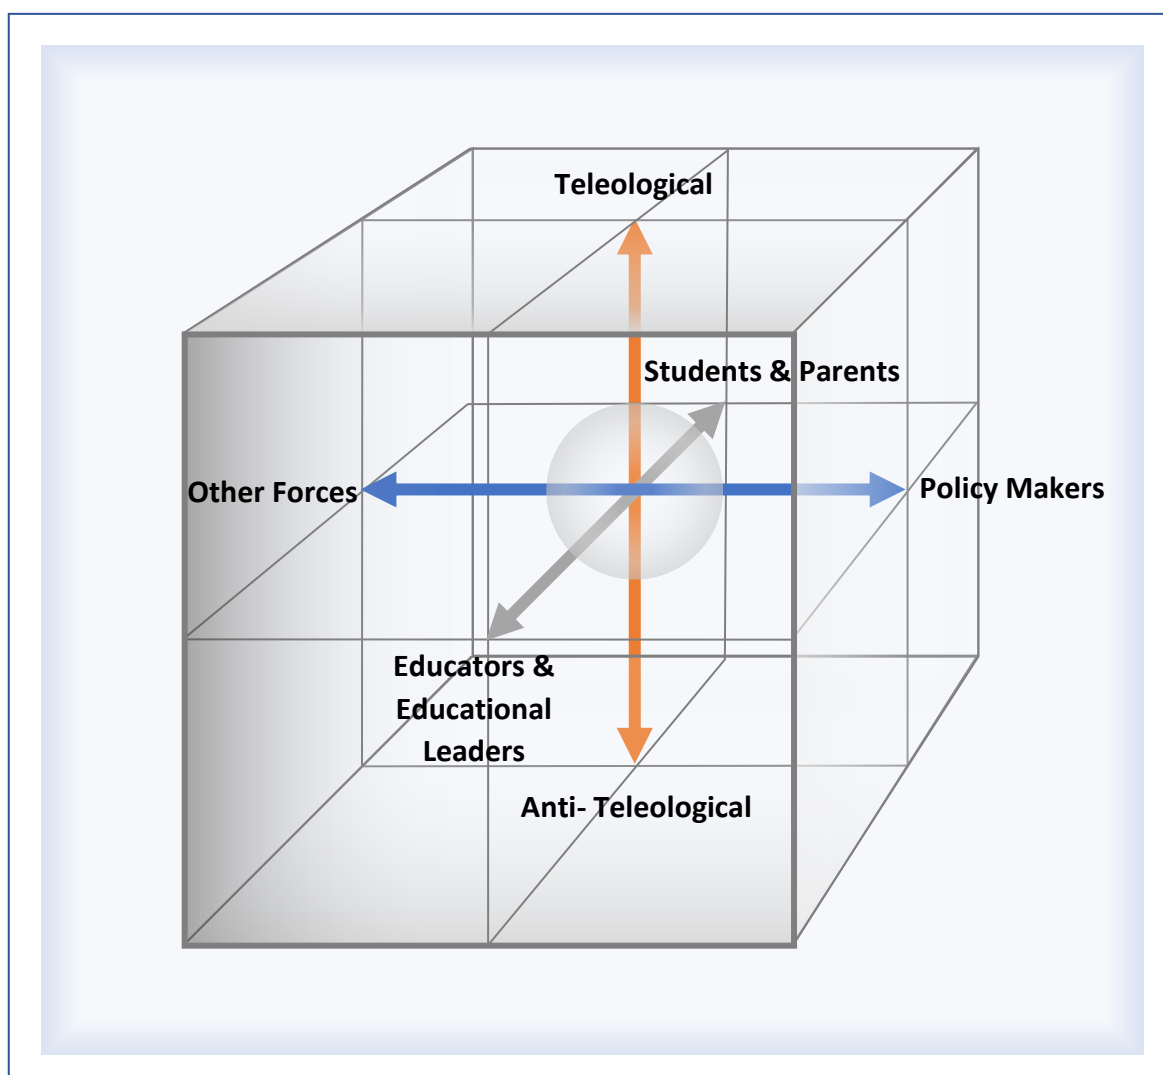 Teleological
Students & Parents
Other Forces
Policy Makers
Educators &
Educational
Leaders
Anti- Teleological